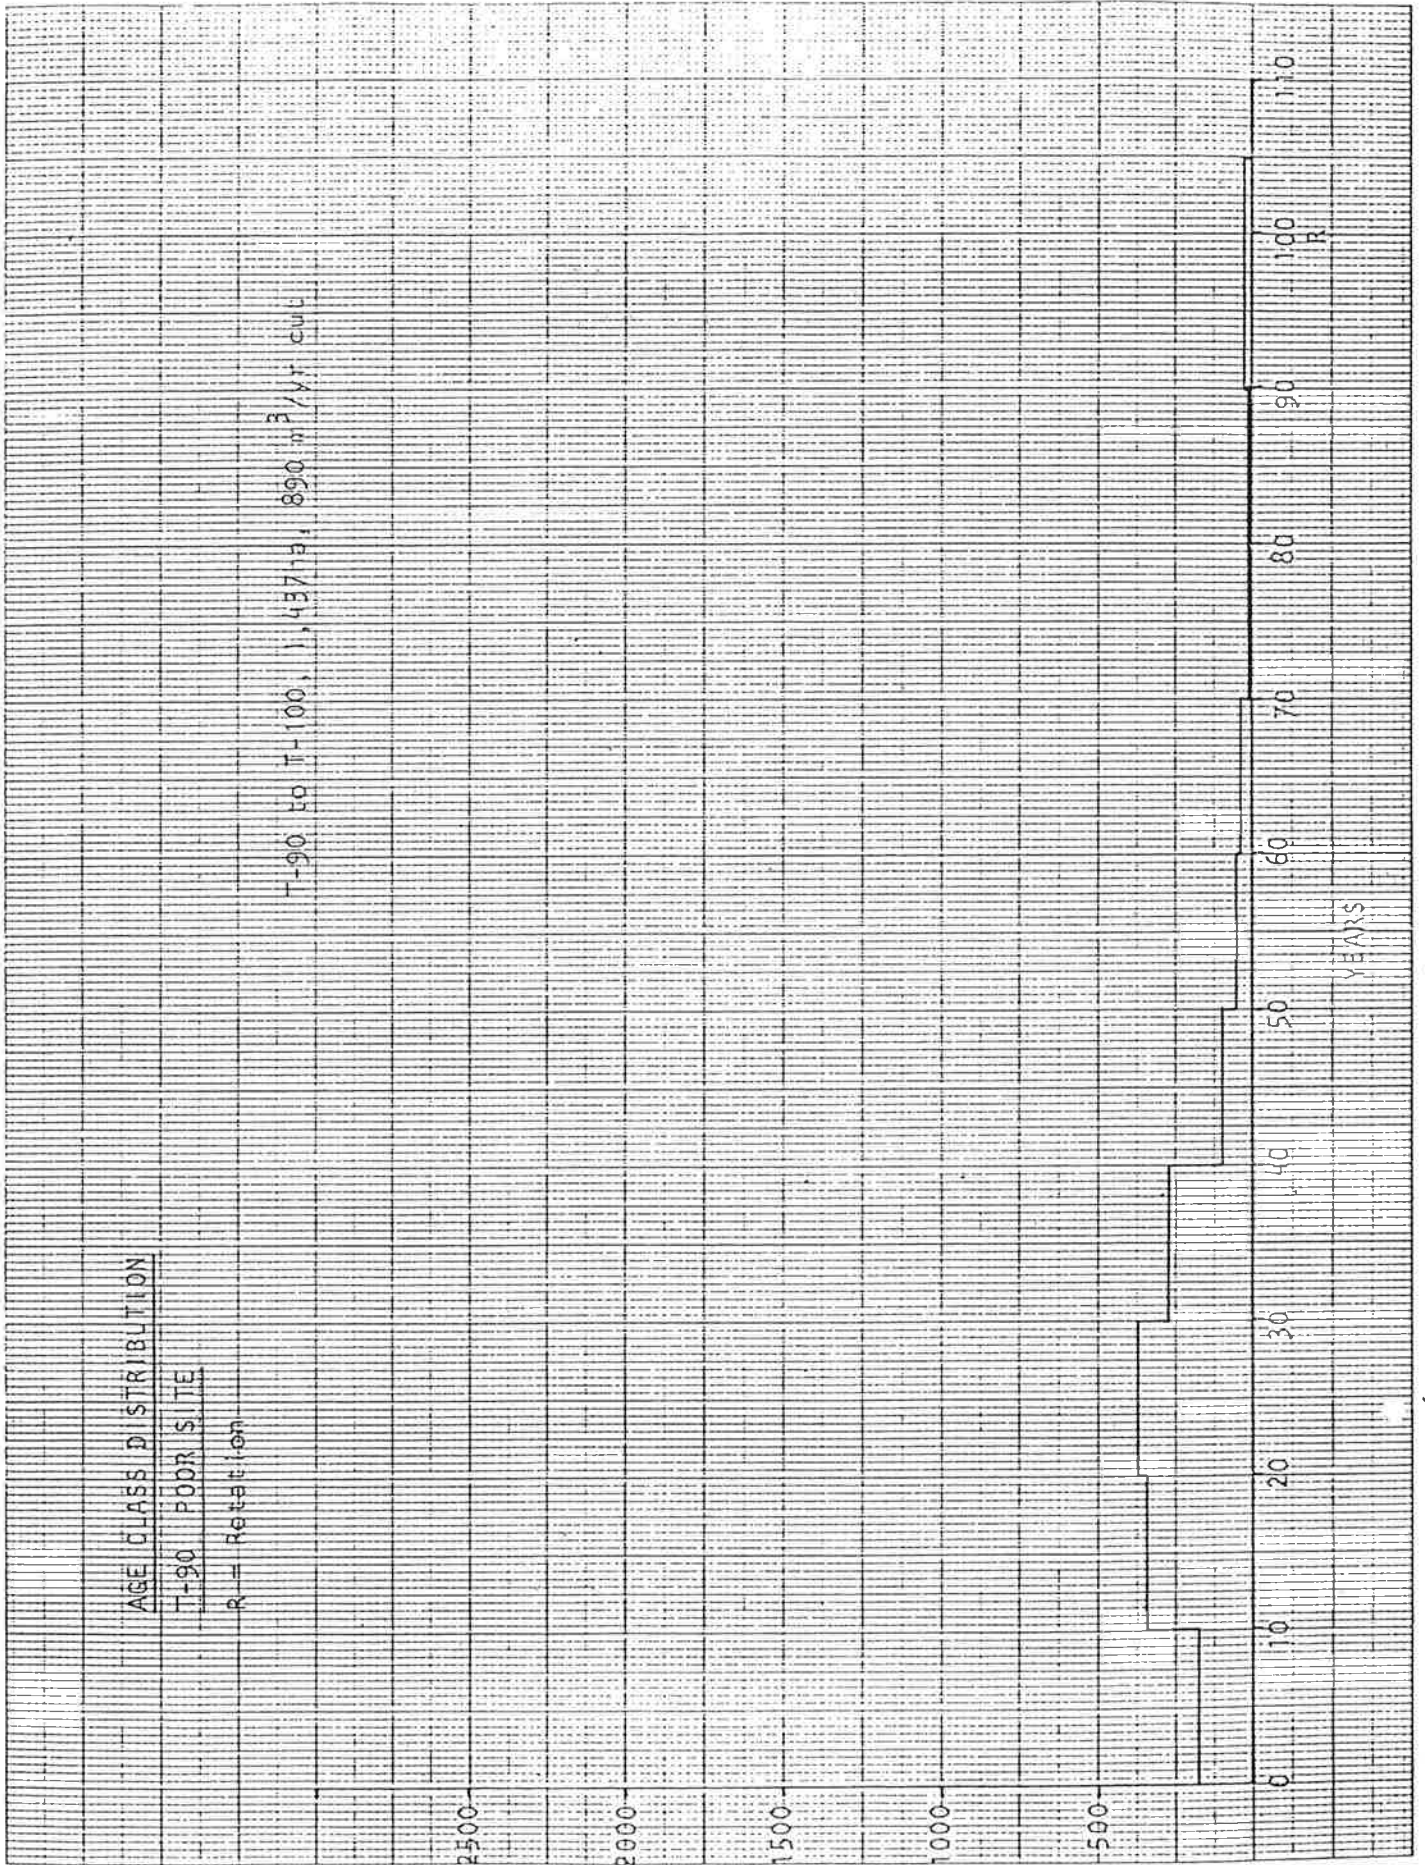 AGE CLASS DISTRIBUTION
T-90 POOR SITE
R = Rotation
T-90 to T-100, 1,437ha, 890 m³/yr cut
2500
2000
1500
1000
500
0 10 20 30 40 50 60 70 80 90 100 110
R
YEARS